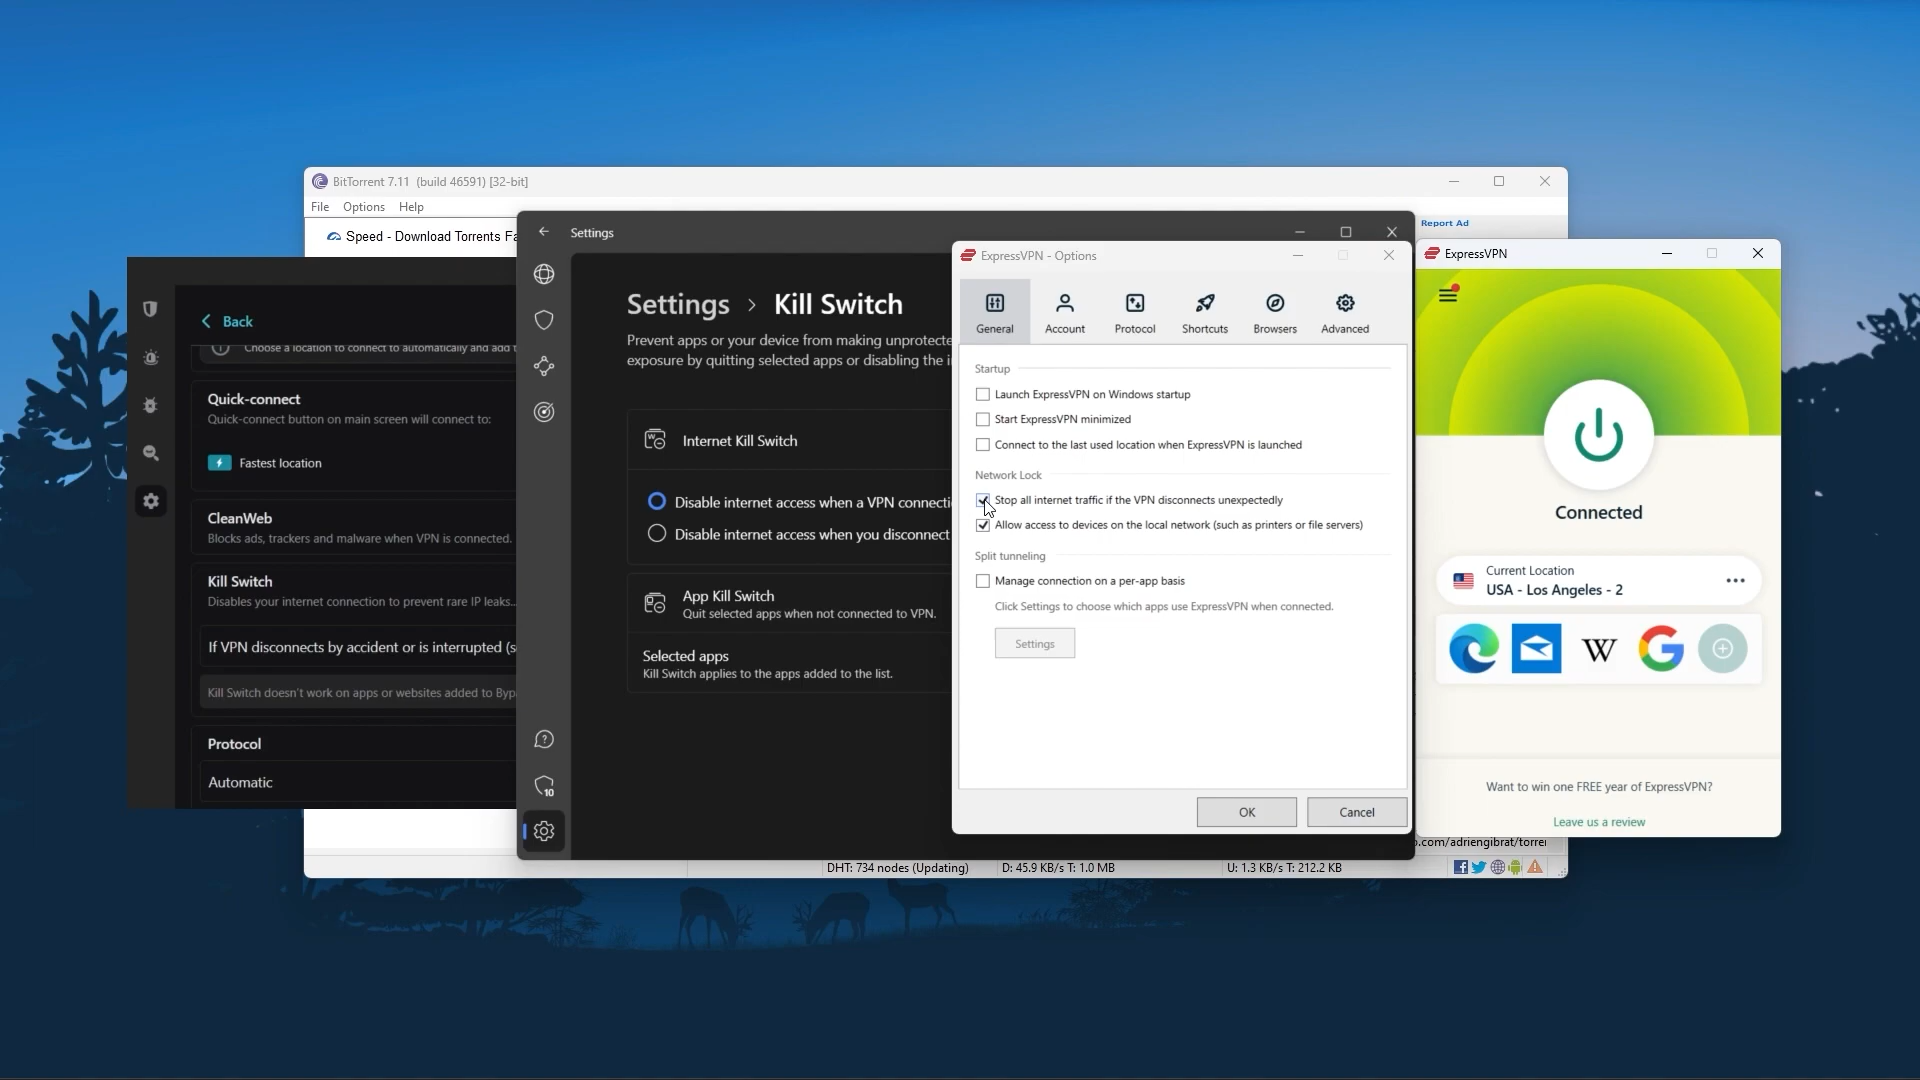 BitTorrent 7.11 (build 46591) [32-bit]
File Options Help
Speed - Download Torrents Fa
Report Ad
Back
Choose a location to connect to automatically and add t
Quick-connect
Quick-connect button on main screen will connect to:
Fastest location
CleanWeb
Blocks ads, trackers and malware when VPN is connected.
Kill Switch
Disables your internet connection to prevent rare IP leaks...
If VPN disconnects by accident or is interrupted (s
Kill Switch doesn't work on apps or websites added to Byp
Protocol
Automatic
Settings
Settings > Kill Switch
Prevent apps or your device from making unprotecte
exposure by quitting selected apps or disabling the i
Internet Kill Switch
Disable internet access when a VPN connecti
Disable internet access when you disconnect
App Kill Switch
Quit selected apps when not connected to VPN.
Selected apps
Kill Switch applies to the apps added to the list.
10
ExpressVPN - Options
General Account Protocol Shortcuts Browsers Advanced
Startup
Launch ExpressVPN on Windows startup
Start ExpressVPN minimized
Connect to the last used location when ExpressVPN is launched
Network Lock
Stop all internet traffic if the VPN disconnects unexpectedly
Allow access to devices on the local network (such as printers or file servers)
Split tunneling
Manage connection on a per-app basis
Click Settings to choose which apps use ExpressVPN when connected.
Settings
OK Cancel
ExpressVPN
Connected
Current Location
USA - Los Angeles - 2
W G
Want to win one FREE year of ExpressVPN?
Leave us a review
.com/adriengibrat/torre
DHT: 734 nodes (Updating) D: 45.9 KB/s T: 1.0 MB U: 1.3 KB/s T: 212.2 KB